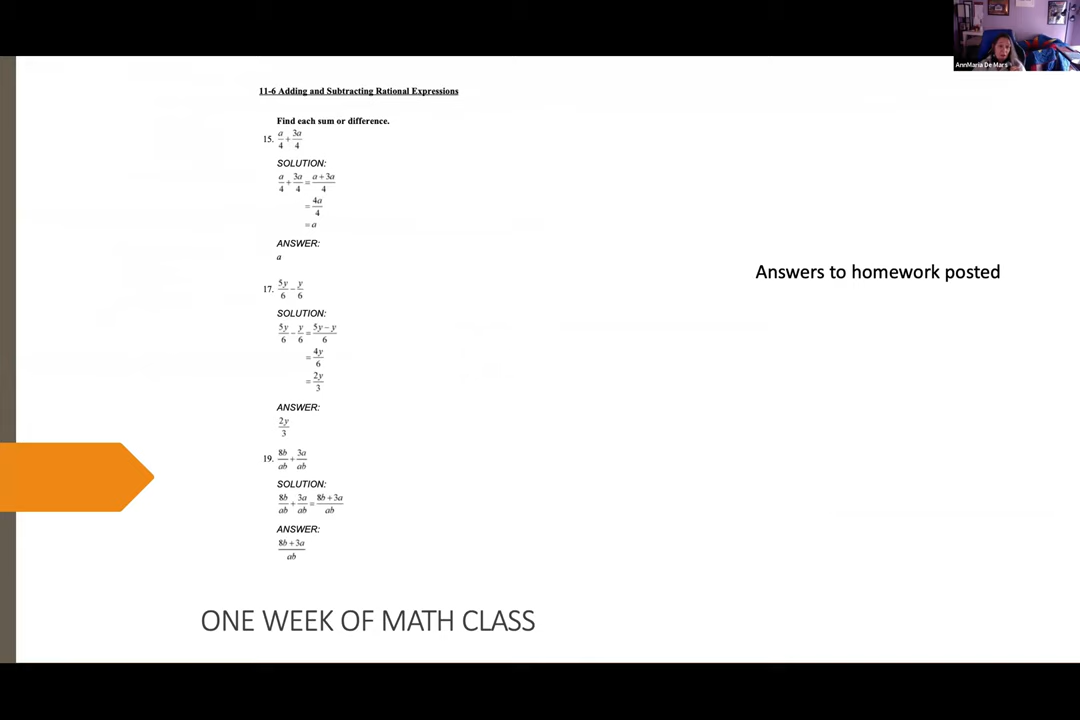 AnnMaria De Mars
11-6 Adding and Subtracting Rational Expressions
Find each sum or difference.
15. a/4 + 3a/4
SOLUTION:
a/4 + 3a/4 = a + 3a/4
= 4a/4
= a
ANSWER:
a
17. 5y/6 − y/6
SOLUTION:
5y/6 − y/6 = 5y − y/6
= 4y/6
= 2y/3
ANSWER:
2y/3
19. 8b/ab + 3a/ab
SOLUTION:
8b/ab + 3a/ab = 8b + 3a/ab
ANSWER:
8b + 3a/ab
Answers to homework posted
ONE WEEK OF MATH CLASS